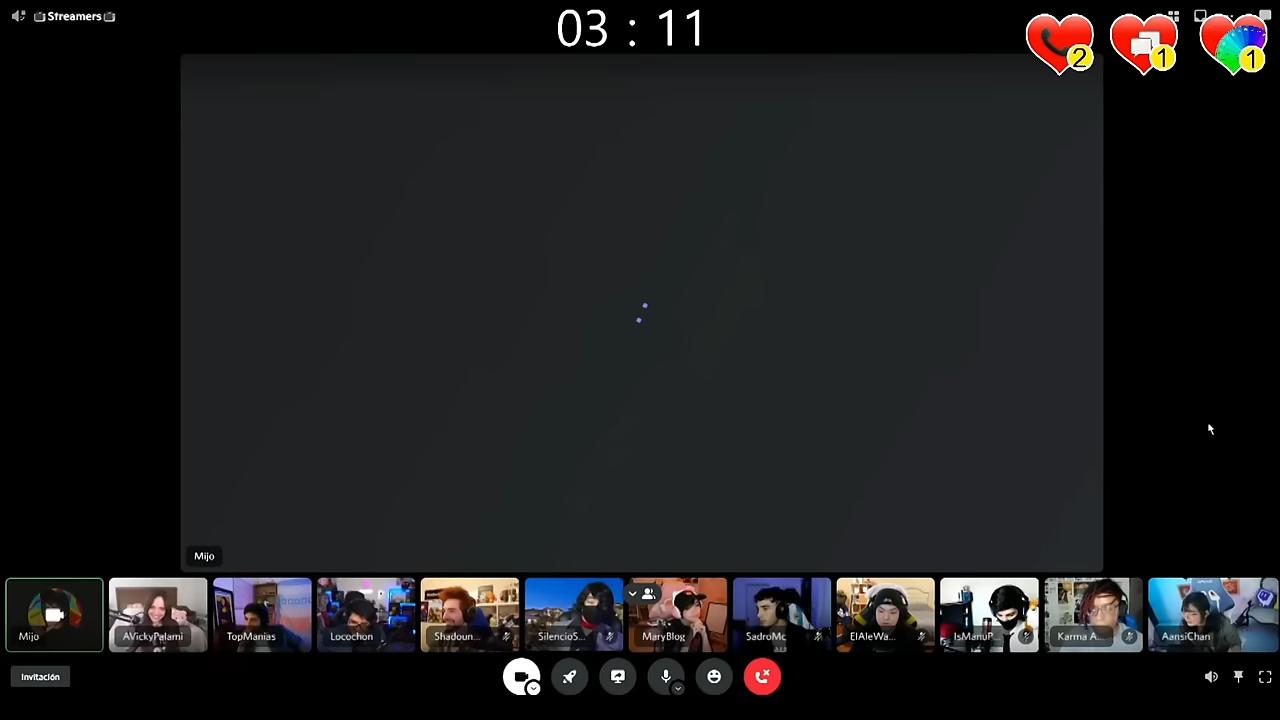 Streamers
03 : 11
2
1
1
Mijo
Mijo
AVickyPalami
TopManias
Locochon
Shadoun...
SilencioS...
MaryBlog
SadroMc
ElAleWa...
IsManuP...
Karma A...
AansiChan
Invitación